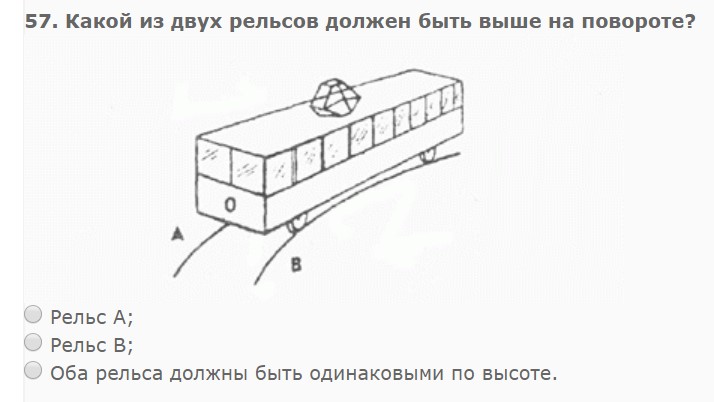 57. Какой из двух рельсов должен быть выше на повороте?
О
А
В
Рельс А;
Рельс В;
Оба рельса должны быть одинаковыми по высоте.